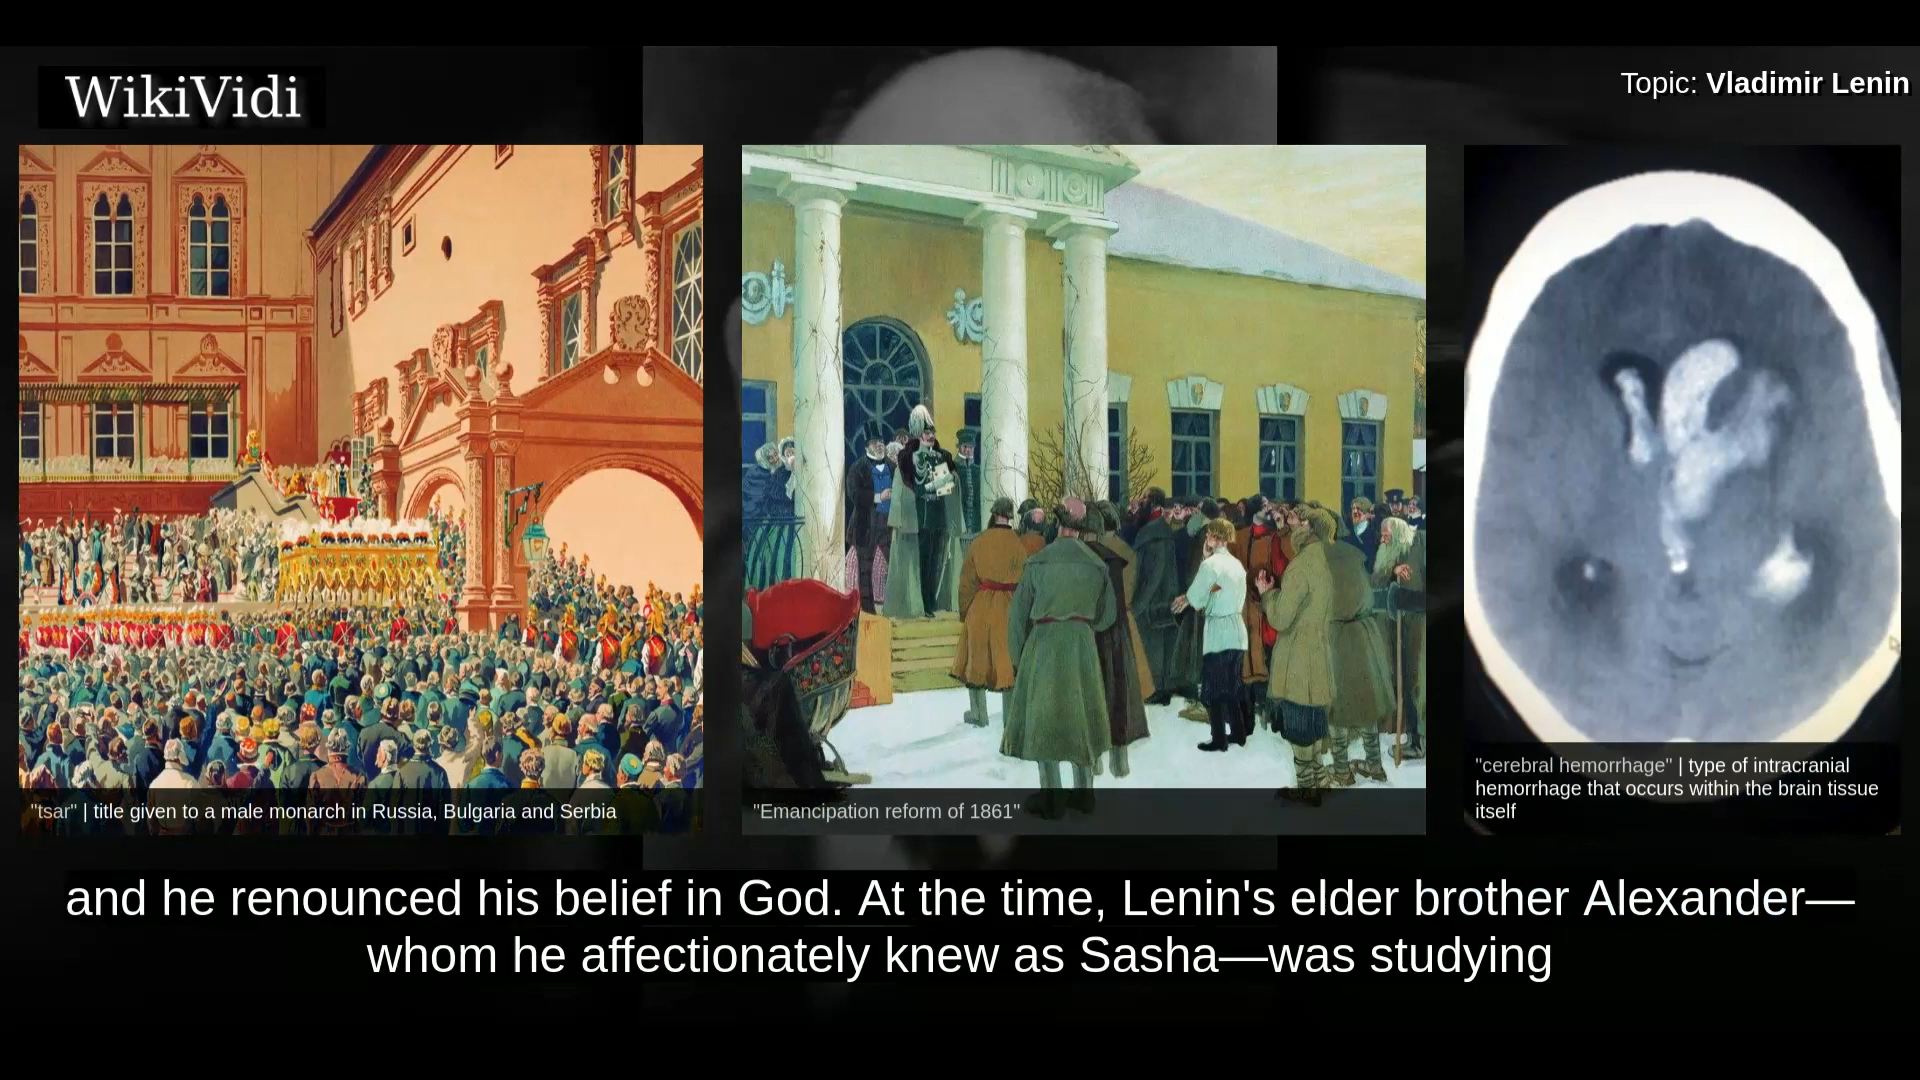 WikiVidi
Topic: Vladimir Lenin
"tsar" | title given to a male monarch in Russia, Bulgaria and Serbia
"Emancipation reform of 1861"
"cerebral hemorrhage" | type of intracranial
hemorrhage that occurs within the brain tissue
itself
and he renounced his belief in God. At the time, Lenin's elder brother Alexander—
whom he affectionately knew as Sasha—was studying